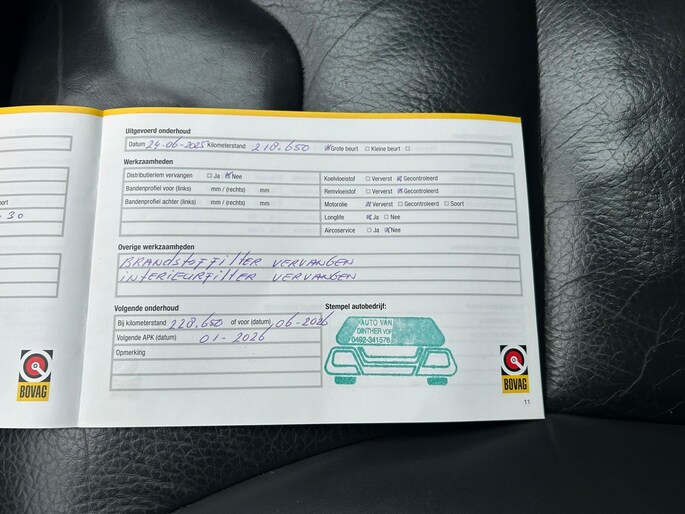 Uitgevoerd onderhoud
Datum 24-06-2025 Kilometerstand 218.650 ☒ Grote beurt ☐ Kleine beurt ☐
Werkzaamheden
Distributieriem vervangen ☐ Ja ☒ Nee
Koelvloeistof ☐ Ververst ☒ Gecontroleerd
Bandenprofiel voor (links) mm / (rechts) mm
Remvloeistof ☐ Ververst ☒ Gecontroleerd
Bandenprofiel achter (links) mm / (rechts) mm
Motorolie ☒ Ververst ☐ Gecontroleerd ☐ Soort
Longlife ☒ Ja ☐ Nee
Aircoservice ☐ Ja ☒ Nee
Overige werkzaamheden
BRANDstofFILTER VERVANGEN
INTERIEURFILTER VERVANGEN
Volgende onderhoud
Bij kilometerstand 228.650 of voor (datum) 06-2026
Volgende APK (datum) 01-2026
Opmerking
Stempel autobedrijf:
AUTO VAN
DINTHER VOF
0492-341576
BOVAG
11
oort
-30
BOVAG